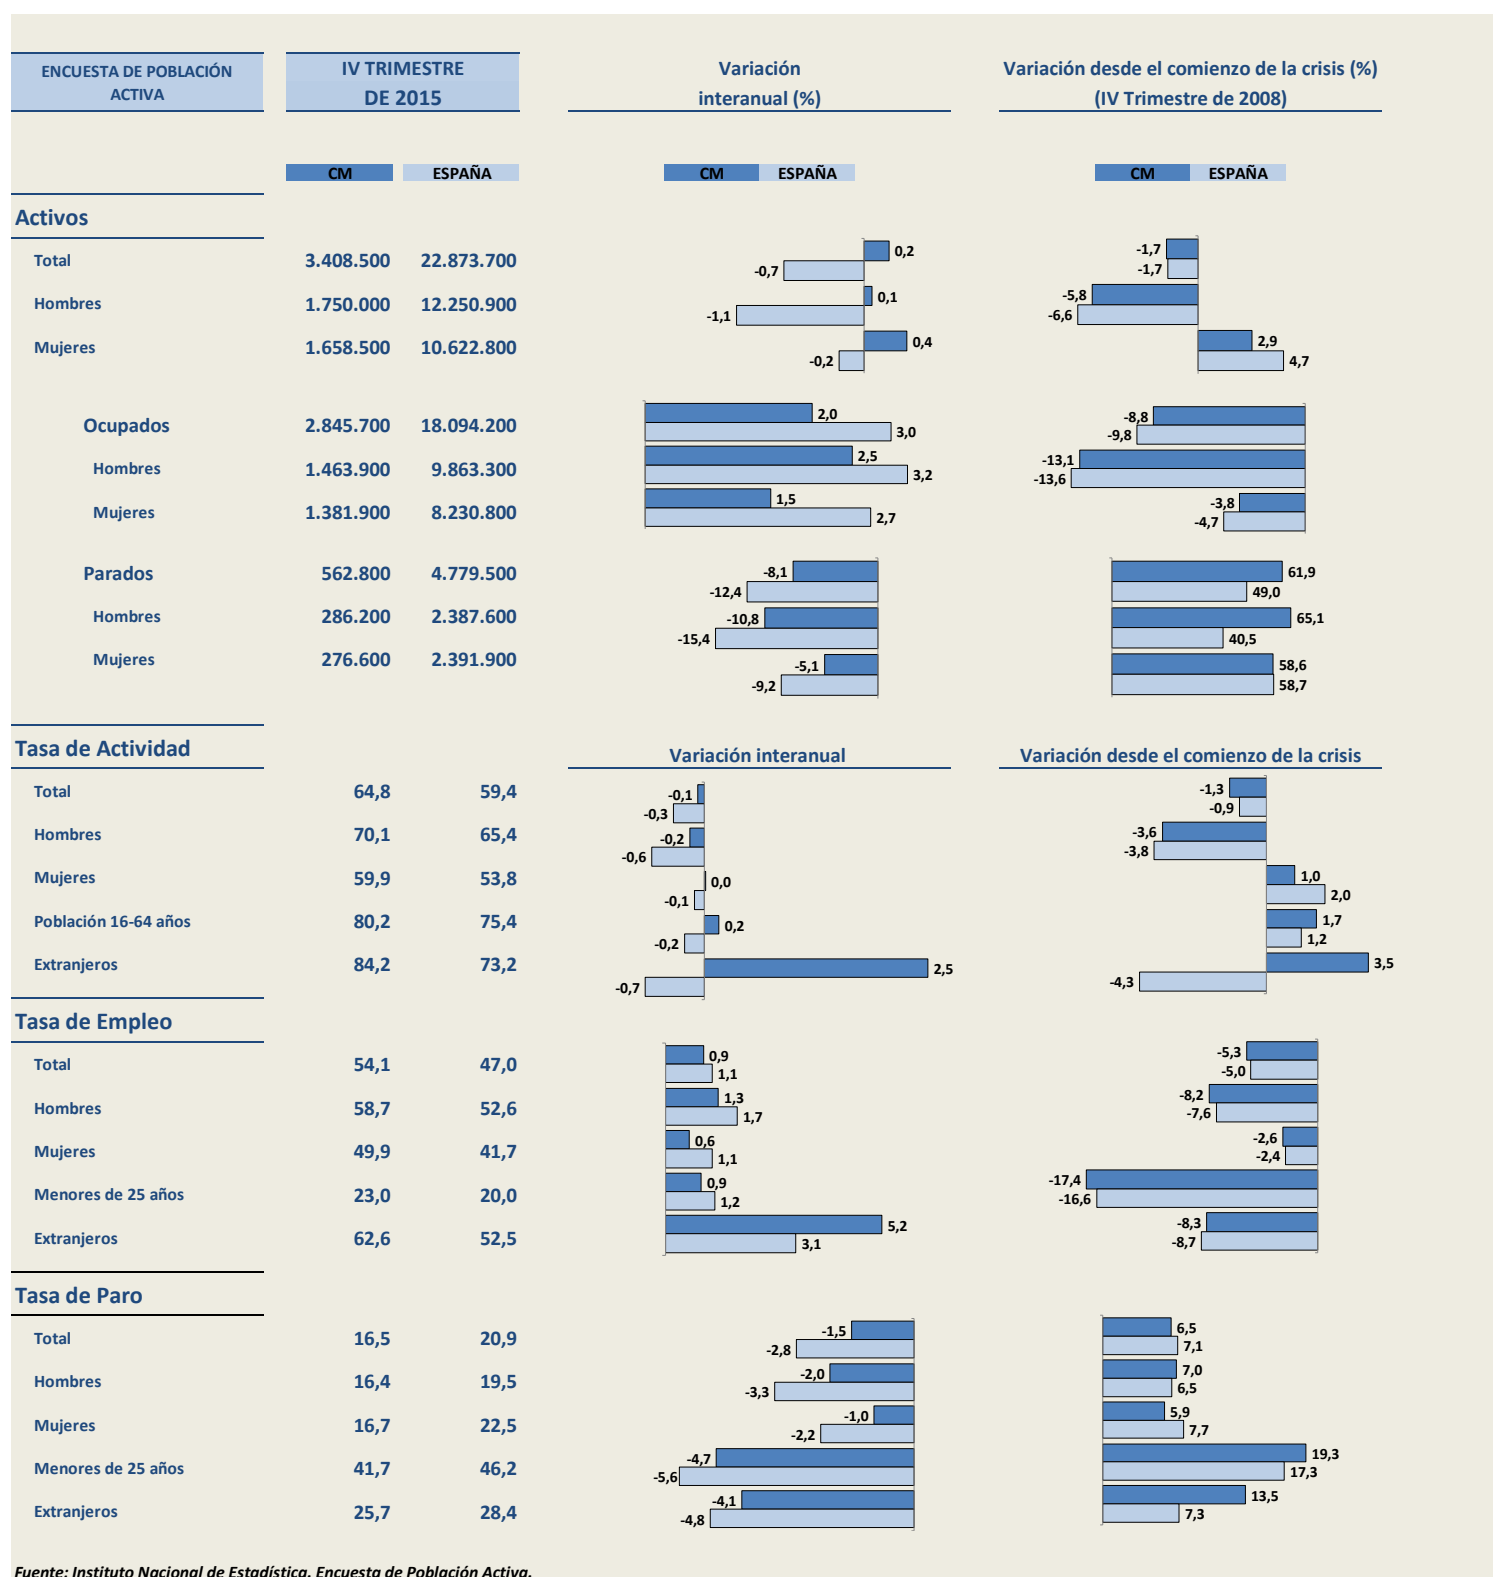 ENCUESTA DE POBLACIÓN ACTIVA
IV TRIMESTRE DE 2015
Variación interanual (%)
Variación desde el comienzo de la crisis (%) (IV Trimestre de 2008)
CM ESPAÑA CM ESPAÑA CM ESPAÑA
Activos
Total 3.408.500 22.873.700 0,2 -0,7 -1,7 -1,7
Hombres 1.750.000 12.250.900 0,1 -1,1 -5,8 -6,6
Mujeres 1.658.500 10.622.800 0,4 -0,2 2,9 4,7
Ocupados 2.845.700 18.094.200 2,0 3,0 -8,8 -9,8
Hombres 1.463.900 9.863.300 2,5 3,2 -13,1 -13,6
Mujeres 1.381.900 8.230.800 1,5 2,7 -3,8 -4,7
Parados 562.800 4.779.500 -8,1 -12,4 61,9 49,0
Hombres 286.200 2.387.600 -10,8 -15,4 65,1 40,5
Mujeres 276.600 2.391.900 -5,1 -9,2 58,6 58,7
Tasa de Actividad Variación interanual Variación desde el comienzo de la crisis
Total 64,8 59,4 -0,1 -0,3 -1,3 -0,9
Hombres 70,1 65,4 -0,2 -0,6 -3,6 -3,8
Mujeres 59,9 53,8 0,0 -0,1 1,0 2,0
Población 16-64 años 80,2 75,4 0,2 -0,2 1,7 1,2
Extranjeros 84,2 73,2 2,5 -0,7 3,5 -4,3
Tasa de Empleo
Total 54,1 47,0 0,9 1,1 -5,3 -5,0
Hombres 58,7 52,6 1,3 1,7 -8,2 -7,6
Mujeres 49,9 41,7 0,6 1,1 -2,6 -2,4
Menores de 25 años 23,0 20,0 0,9 1,2 -17,4 -16,6
Extranjeros 62,6 52,5 5,2 3,1 -8,3 -8,7
Tasa de Paro
Total 16,5 20,9 -1,5 -2,8 6,5 7,1
Hombres 16,4 19,5 -2,0 -3,3 7,0 6,5
Mujeres 16,7 22,5 -1,0 -2,2 5,9 7,7
Menores de 25 años 41,7 46,2 -4,7 -5,6 19,3 17,3
Extranjeros 25,7 28,4 -4,1 -4,8 13,5 7,3
Fuente: Instituto Nacional de Estadística. Encuesta de Población Activa.